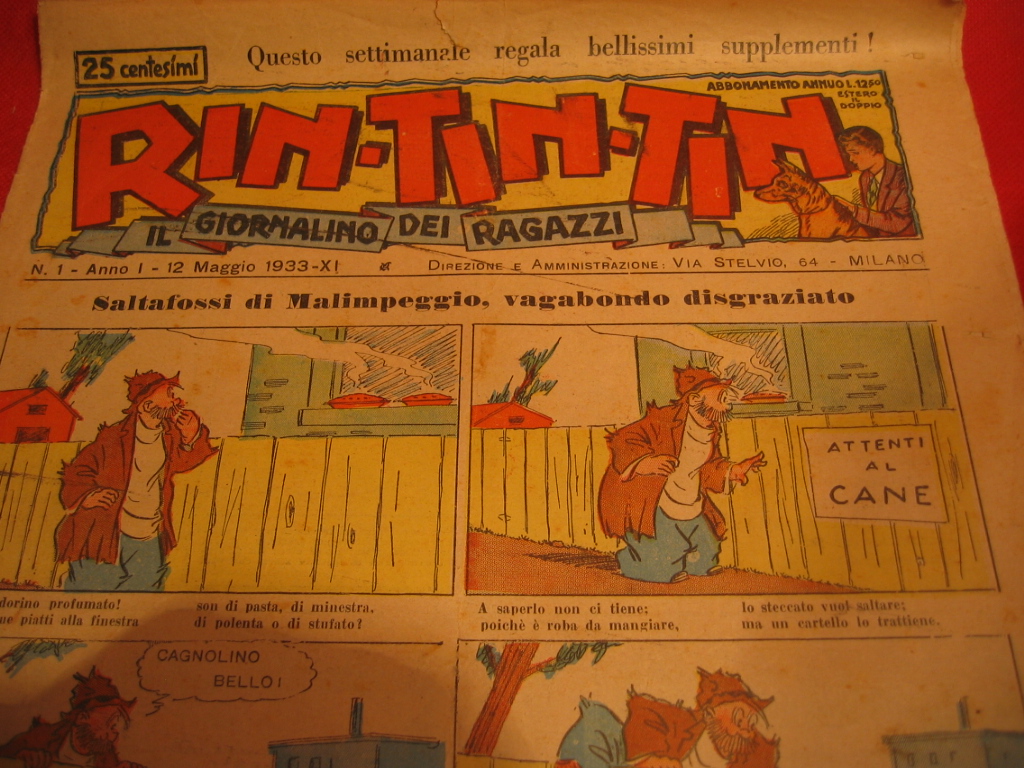 25 centesimi
Questo settimanale regala bellissimi supplementi!
ABBONAMENTO ANNUO L. 12,50
ESTERO
IL
DOPPIO
RIN-TIN-TIN
IL GIORNALINO DEI RAGAZZI
N. 1 - Anno I - 12 Maggio 1933-XI
DIREZIONE E AMMINISTRAZIONE: VIA STELVIO, 64 - MILANO
Saltafossi di Malimpeggio, vagabondo disgraziato
ATTENTI
AL
CANE
dorino profumato!
piatti alla finestra
son di pasta, di minestra,
di polenta o di stufato?
A saperlo non ci tiene;
poichè è roba da mangiare,
lo steccato vuol saltare;
ma un cartello lo trattiene.
CAGNOLINO
BELLO!